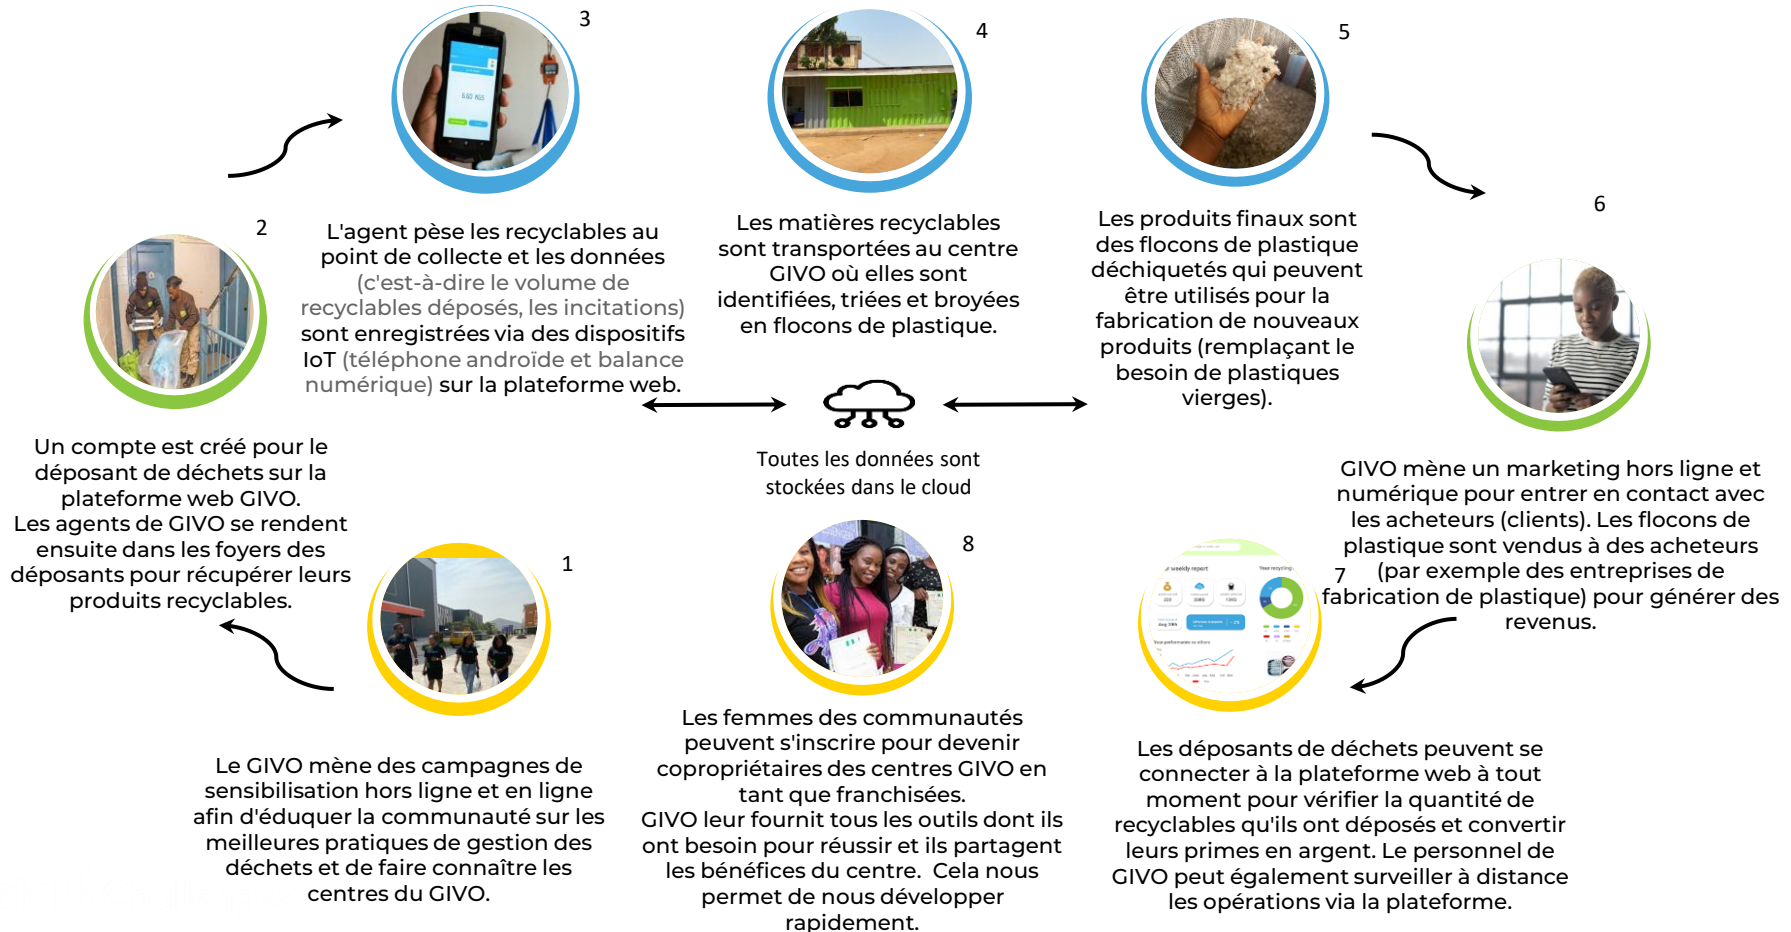 3
L'agent pèse les recyclables au
point de collecte et les données
(c'est-à-dire le volume de
recyclables déposés, les incitations)
sont enregistrées via des dispositifs
IoT (téléphone androïde et balance
numérique) sur la plateforme web.
4
Les matières recyclables
sont transportées au centre
GIVO où elles sont
identifiées, triées et broyées
en flocons de plastique.
5
Les produits finaux sont
des flocons de plastique
déchiquetés qui peuvent
être utilisés pour la
fabrication de nouveaux
produits (remplaçant le
besoin de plastiques
vierges).
2
Un compte est créé pour le
déposant de déchets sur la
plateforme web GIVO.
Les agents de GIVO se rendent
ensuite dans les foyers des
déposants pour récupérer leurs
produits recyclables.
Toutes les données sont
stockées dans le cloud
6
GIVO mène un marketing hors ligne et
numérique pour entrer en contact avec
les acheteurs (clients). Les flocons de
plastique sont vendus à des acheteurs
(par exemple des entreprises de
fabrication de plastique) pour générer des
revenus.
1
Le GIVO mène des campagnes de
sensibilisation hors ligne et en ligne
afin d'éduquer la communauté sur les
meilleures pratiques de gestion des
déchets et de faire connaître les
centres du GIVO.
8
Les femmes des communautés
peuvent s'inscrire pour devenir
copropriétaires des centres GIVO en
tant que franchisées.
GIVO leur fournit tous les outils dont ils
ont besoin pour réussir et ils partagent
les bénéfices du centre. Cela nous
permet de nous développer
rapidement.
7
weekly report
Your recycling
Your performance vs others
Les déposants de déchets peuvent se
connecter à la plateforme web à tout
moment pour vérifier la quantité de
recyclables qu'ils ont déposés et convertir
leurs primes en argent. Le personnel de
GIVO peut également surveiller à distance
les opérations via la plateforme.